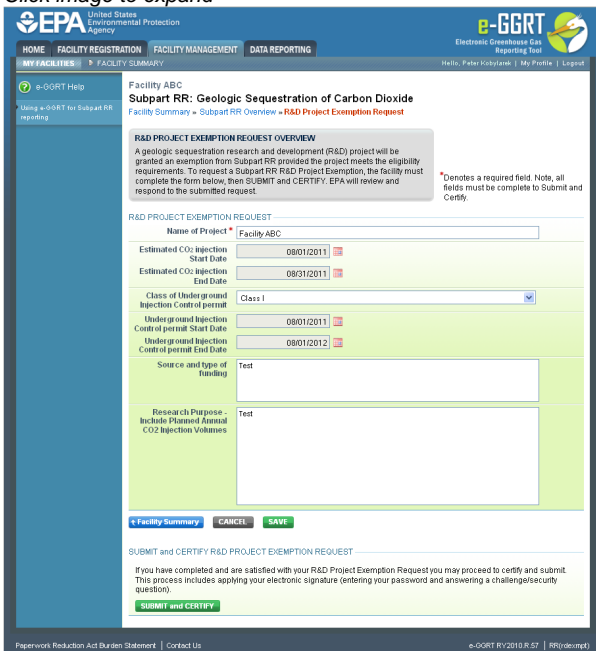 Click image to expand
EPA United States
Environmental Protection
Agency
e-GGRT
Electronic Greenhouse Gas
Reporting Tool
HOME FACILITY REGISTRATION FACILITY MANAGEMENT DATA REPORTING
MY FACILITIES FACILITY SUMMARY
Hello, Peter Kobylarek | My Profile | Logout
? e-GGRT Help
Using e-GGRT for Subpart RR
reporting
Facility ABC
Subpart RR: Geologic Sequestration of Carbon Dioxide
Facility Summary » Subpart RR Overview » R&D Project Exemption Request
R&D PROJECT EXEMPTION REQUEST OVERVIEW
A geologic sequestration research and development (R&D) project will be
granted an exemption from Subpart RR provided the project meets the eligibility
requirements. To request a Subpart RR R&D Project Exemption, the facility must
complete the form below, then SUBMIT and CERTIFY. EPA will review and
respond to the submitted request.
*Denotes a required field. Note, all
fields must be complete to Submit and
Certify.
R&D PROJECT EXEMPTION REQUEST
Name of Project * Facility ABC
Estimated CO2 injection
Start Date 08/01/2011
Estimated CO2 injection
End Date 08/31/2011
Class of Underground
Injection Control permit Class I
Underground Injection
Control permit Start Date 08/01/2011
Underground Injection
Control permit End Date 08/01/2012
Source and type of
funding Test
Research Purpose -
Include Planned Annual
CO2 Injection Volumes Test
Facility Summary CANCEL SAVE
SUBMIT and CERTIFY R&D PROJECT EXEMPTION REQUEST
If you have completed and are satisfied with your R&D Project Exemption Request you may proceed to certify and submit.
This process includes applying your electronic signature (entering your password and answering a challenge/security
question).
SUBMIT and CERTIFY
Paperwork Reduction Act Burden Statement | Contact Us
e-GGRT RY2010.R.57 | RR(rdexmpt)